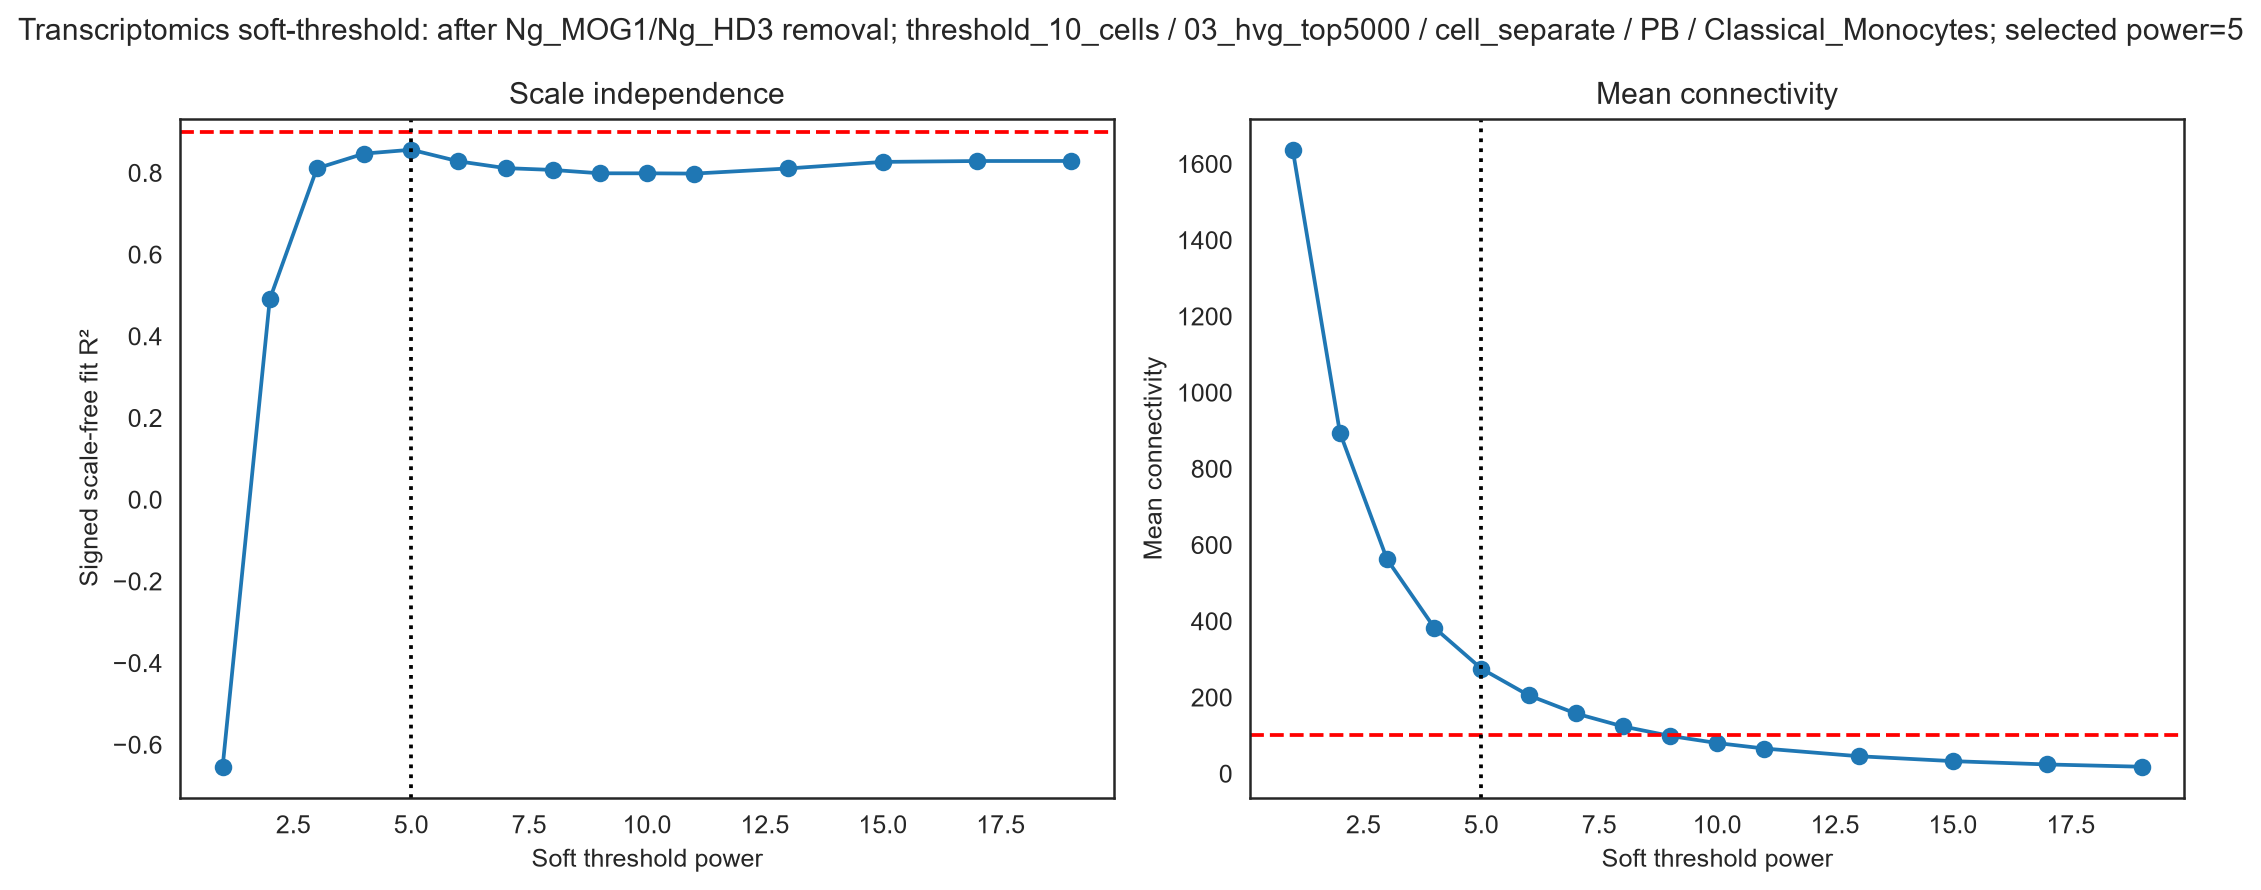 Transcriptomics soft-threshold: after Ng_MOG1/Ng_HD3 removal; threshold_10_cells / 03_hvg_top5000 / cell_separate / PB / Classical_Monocytes; selected power=5
Scale independence
Signed scale-free fit R²
0.8
0.6
0.4
0.2
0.0
−0.2
−0.4
−0.6
2.5 5.0 7.5 10.0 12.5 15.0 17.5
Soft threshold power
Mean connectivity
Mean connectivity
1600
1400
1200
1000
800
600
400
200
0
2.5 5.0 7.5 10.0 12.5 15.0 17.5
Soft threshold power